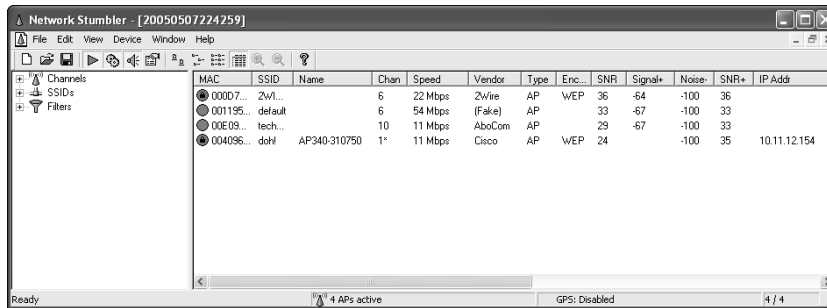 Network Stumbler - [20050507224259]
File Edit View Device Window Help
Channels
SSIDs
Filters
MAC SSID Name Chan Speed Vendor Type Enc... SNR Signal+ Noise- SNR+ IP Addr
000D7... 2WI... 6 22 Mbps 2Wire AP WEP 36 -64 -100 36
001195... default 6 54 Mbps (Fake) AP 33 -67 -100 33
00E09... tech... 10 11 Mbps AboCom AP 29 -67 -100 33
004096... doh! AP340-310750 1* 11 Mbps Cisco AP WEP 24 -100 35 10.11.12.154
Ready 4 APs active GPS: Disabled 4 / 4